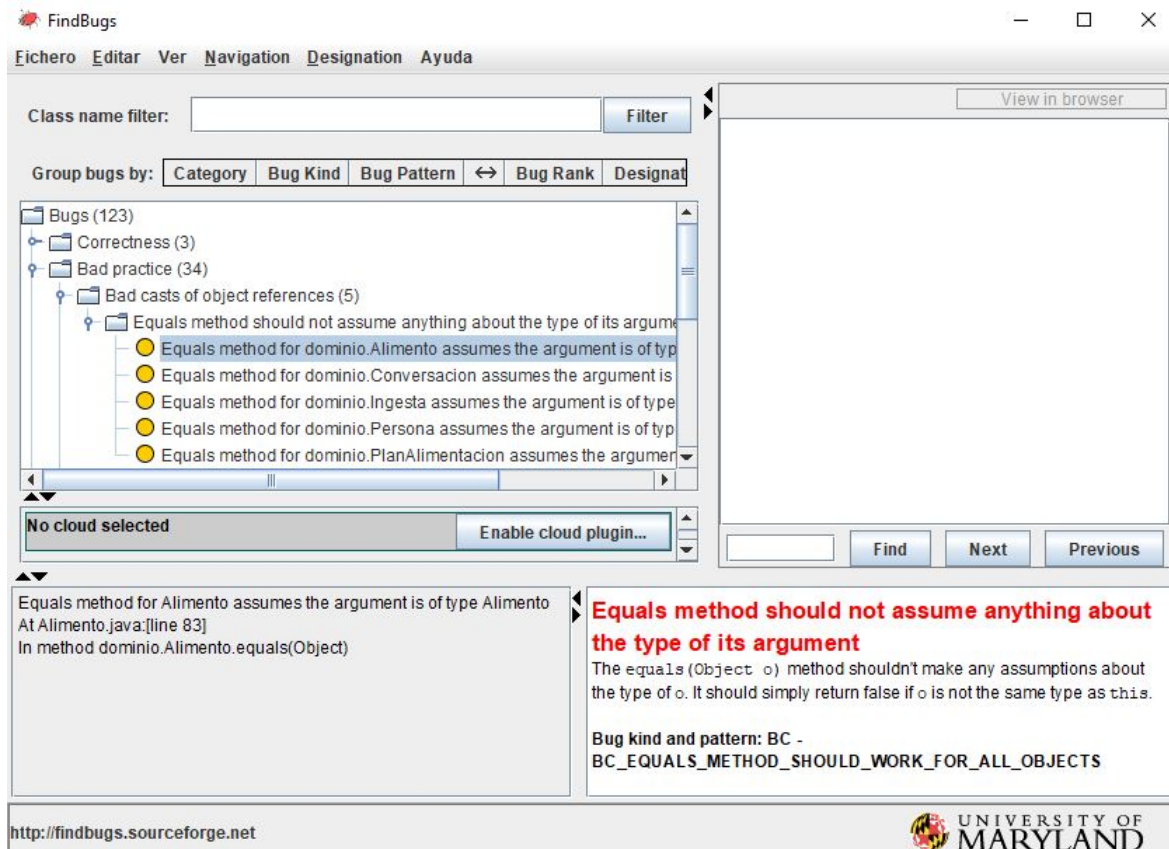 FindBugs
Fichero Editar Ver Navigation Designation Ayuda
Class name filter: Filter
Group bugs by: Category Bug Kind Bug Pattern ↔ Bug Rank Designat
Bugs (123)
Correctness (3)
Bad practice (34)
Bad casts of object references (5)
Equals method should not assume anything about the type of its argume
Equals method for dominio.Alimento assumes the argument is of typ
Equals method for dominio.Conversacion assumes the argument is
Equals method for dominio.Ingesta assumes the argument is of type
Equals method for dominio.Persona assumes the argument is of typ
Equals method for dominio.PlanAlimentacion assumes the argumen
No cloud selected Enable cloud plugin...
View in browser
Find Next Previous
Equals method for Alimento assumes the argument is of type Alimento
At Alimento.java:[line 83]
In method dominio.Alimento.equals(Object)
Equals method should not assume anything about
the type of its argument
The equals(Object o) method shouldn't make any assumptions about
the type of o. It should simply return false if o is not the same type as this.
Bug kind and pattern: BC -
BC_EQUALS_METHOD_SHOULD_WORK_FOR_ALL_OBJECTS
http://findbugs.sourceforge.net
UNIVERSITY OF
MARYLAND